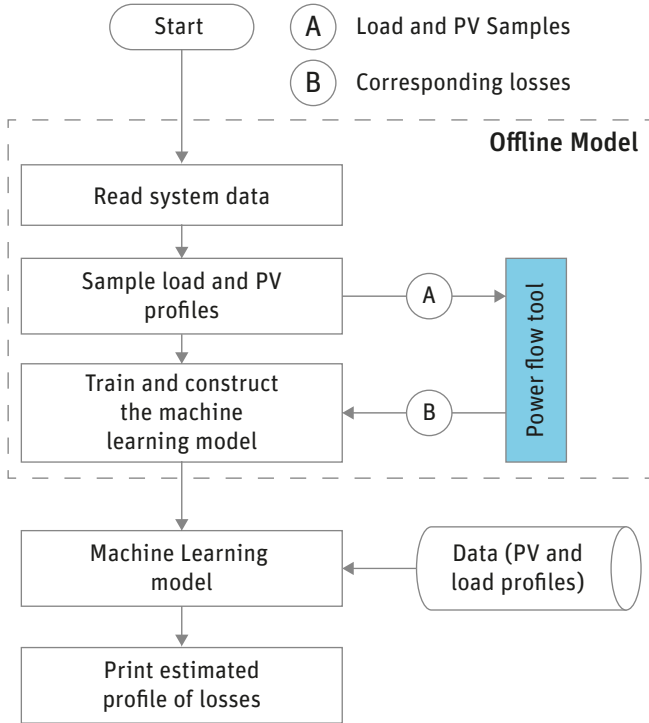 Start
A
Load and PV Samples
B
Corresponding losses
Offline Model
Read system data
Sample load and PV
profiles
A
Power flow tool
Train and construct
the machine
learning model
B
Machine Learning
model
Data (PV and
load profiles)
Print estimated
profile of losses